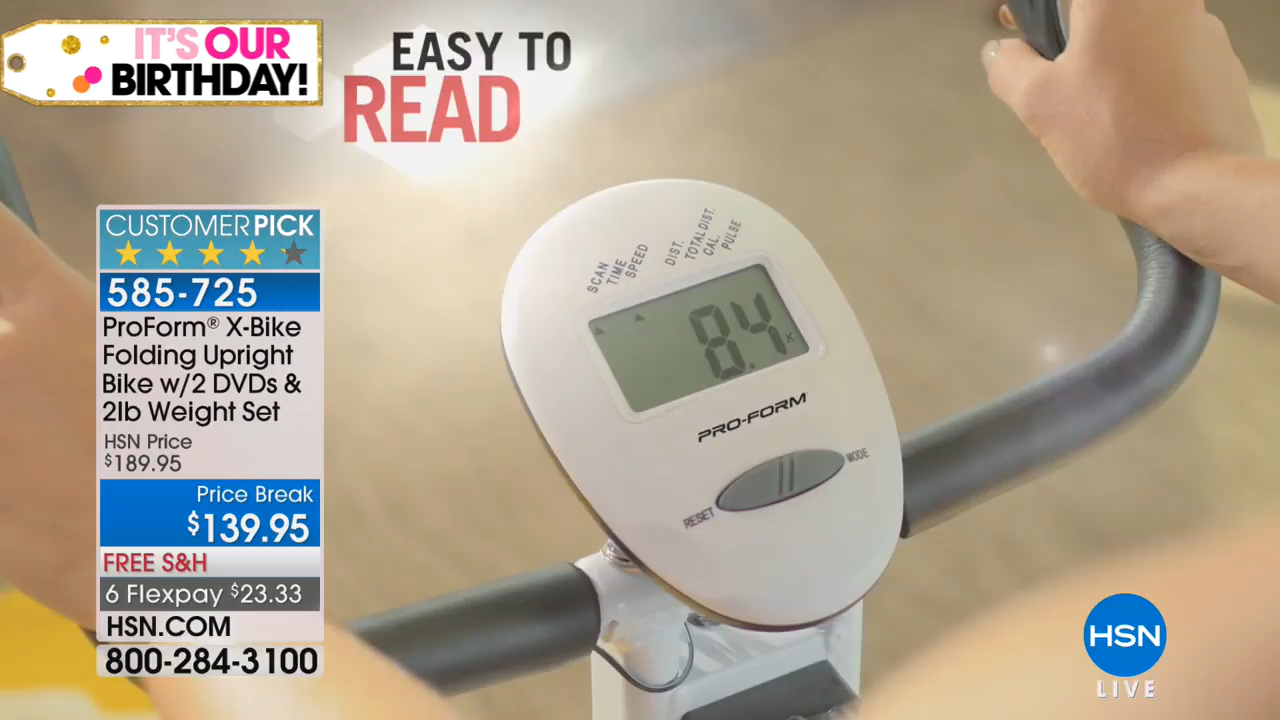 IT'S OUR
BIRTHDAY!
EASY TO
READ
CUSTOMER PICK
585-725
ProForm® X-Bike
Folding Upright
Bike w/2 DVDs &
2lb Weight Set
HSN Price
$189.95
Price Break
$139.95
FREE S&H
6 Flexpay $23.33
HSN.COM
800-284-3100
SCAN
TIME
SPEED
DIST.
TOTAL DIST.
CAL.
PULSE
8.4 K
PRO-FORM
MODE
RESET
HSN
LIVE